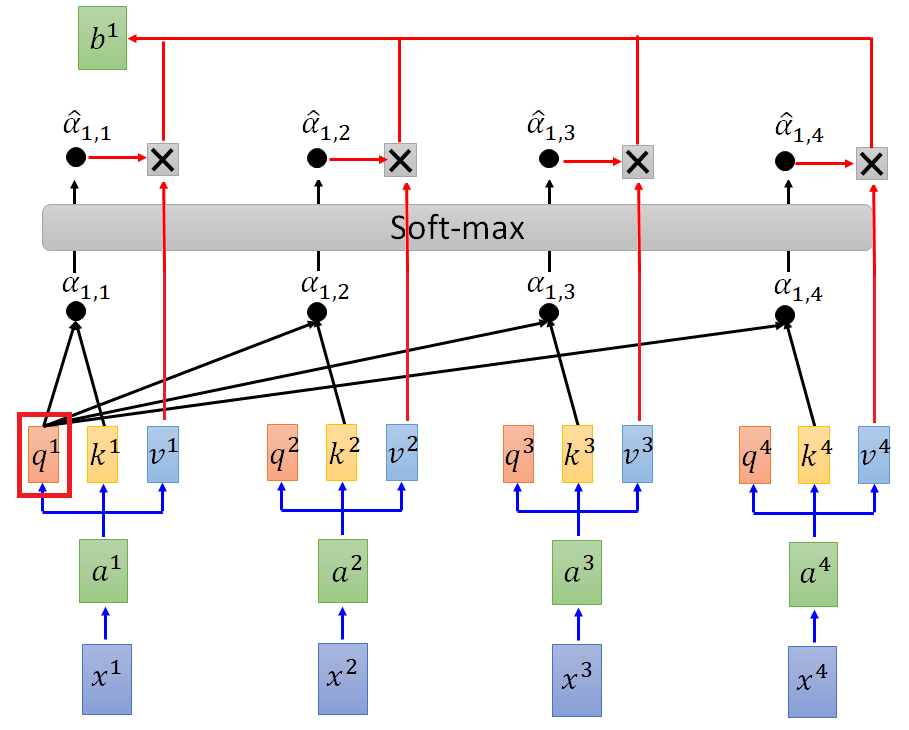 b¹
α̂₁,₁ α̂₁,₂ α̂₁,₃ α̂₁,₄
Soft-max
α₁,₁ α₁,₂ α₁,₃ α₁,₄
q¹ k¹ v¹ q² k² v² q³ k³ v³ q⁴ k⁴ v⁴
a¹ a² a³ a⁴
x¹ x² x³ x⁴